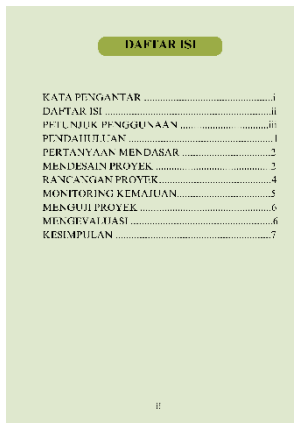 DAFTAR ISI
KATA PENGANTAR ................................................i
DAFTAR ISI ..............................................................ii
PETUNJUK PENGGUNAAN ................................iii
PENDAHULUAN ......................................................1
PERTANYAAN MENDASAR ..................................2
MENDESAIN PROYEK ............................................3
RANCANGAN PROYEK..........................................4
MONITORING KEMAJUAN...................................5
MENGUJI PROYEK .................................................6
MENGEVALUASI .....................................................6
KESIMPULAN ..........................................................7
ii